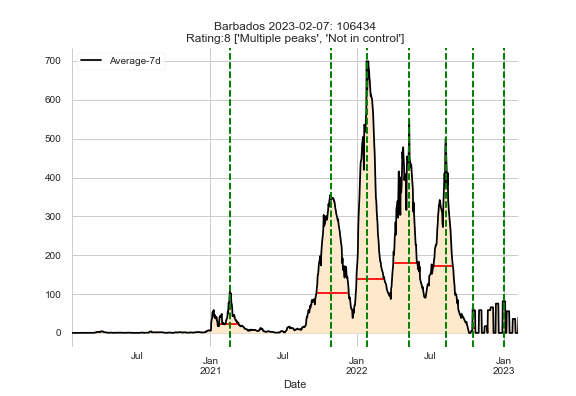 Barbados 2023-02-07: 106434
Rating:8 ['Multiple peaks', 'Not in control']
Average-7d
700
600
500
400
300
200
100
0
Jul
Jan
2021
Jul
Jan
2022
Jul
Jan
2023
Date